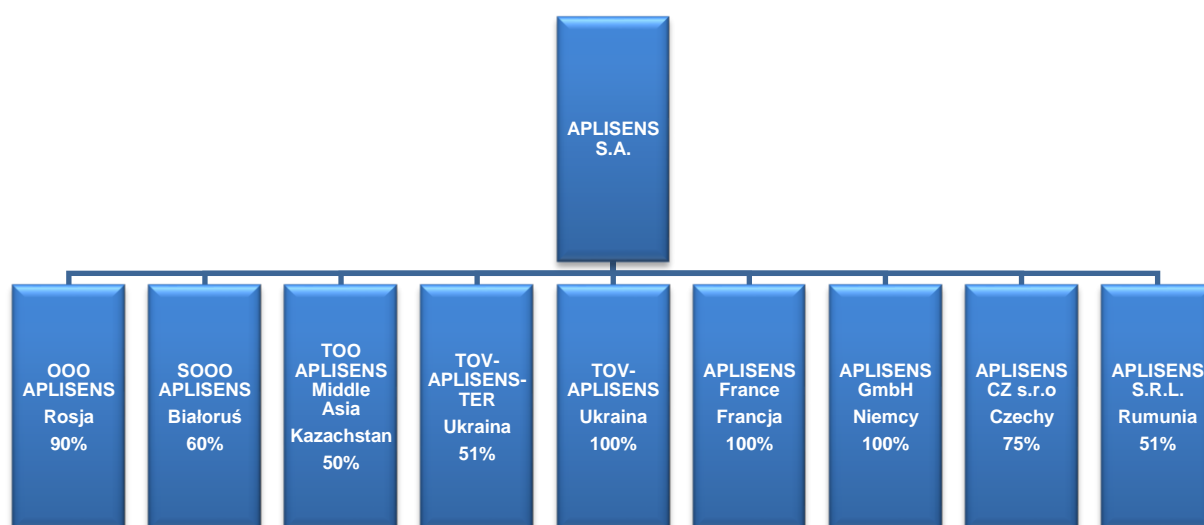 APLISENS
S.A.
OOO
APLISENS
Rosja
90%
SOOO
APLISENS
Białoruś
60%
TOO
APLISENS
Middle
Asia
Kazachstan
50%
TOV-
APLISENS-
TER
Ukraina
51%
TOV-
APLISENS
Ukraina
100%
APLISENS
France
Francja
100%
APLISENS
GmbH
Niemcy
100%
APLISENS
CZ s.r.o
Czechy
75%
APLISENS
S.R.L.
Rumunia
51%